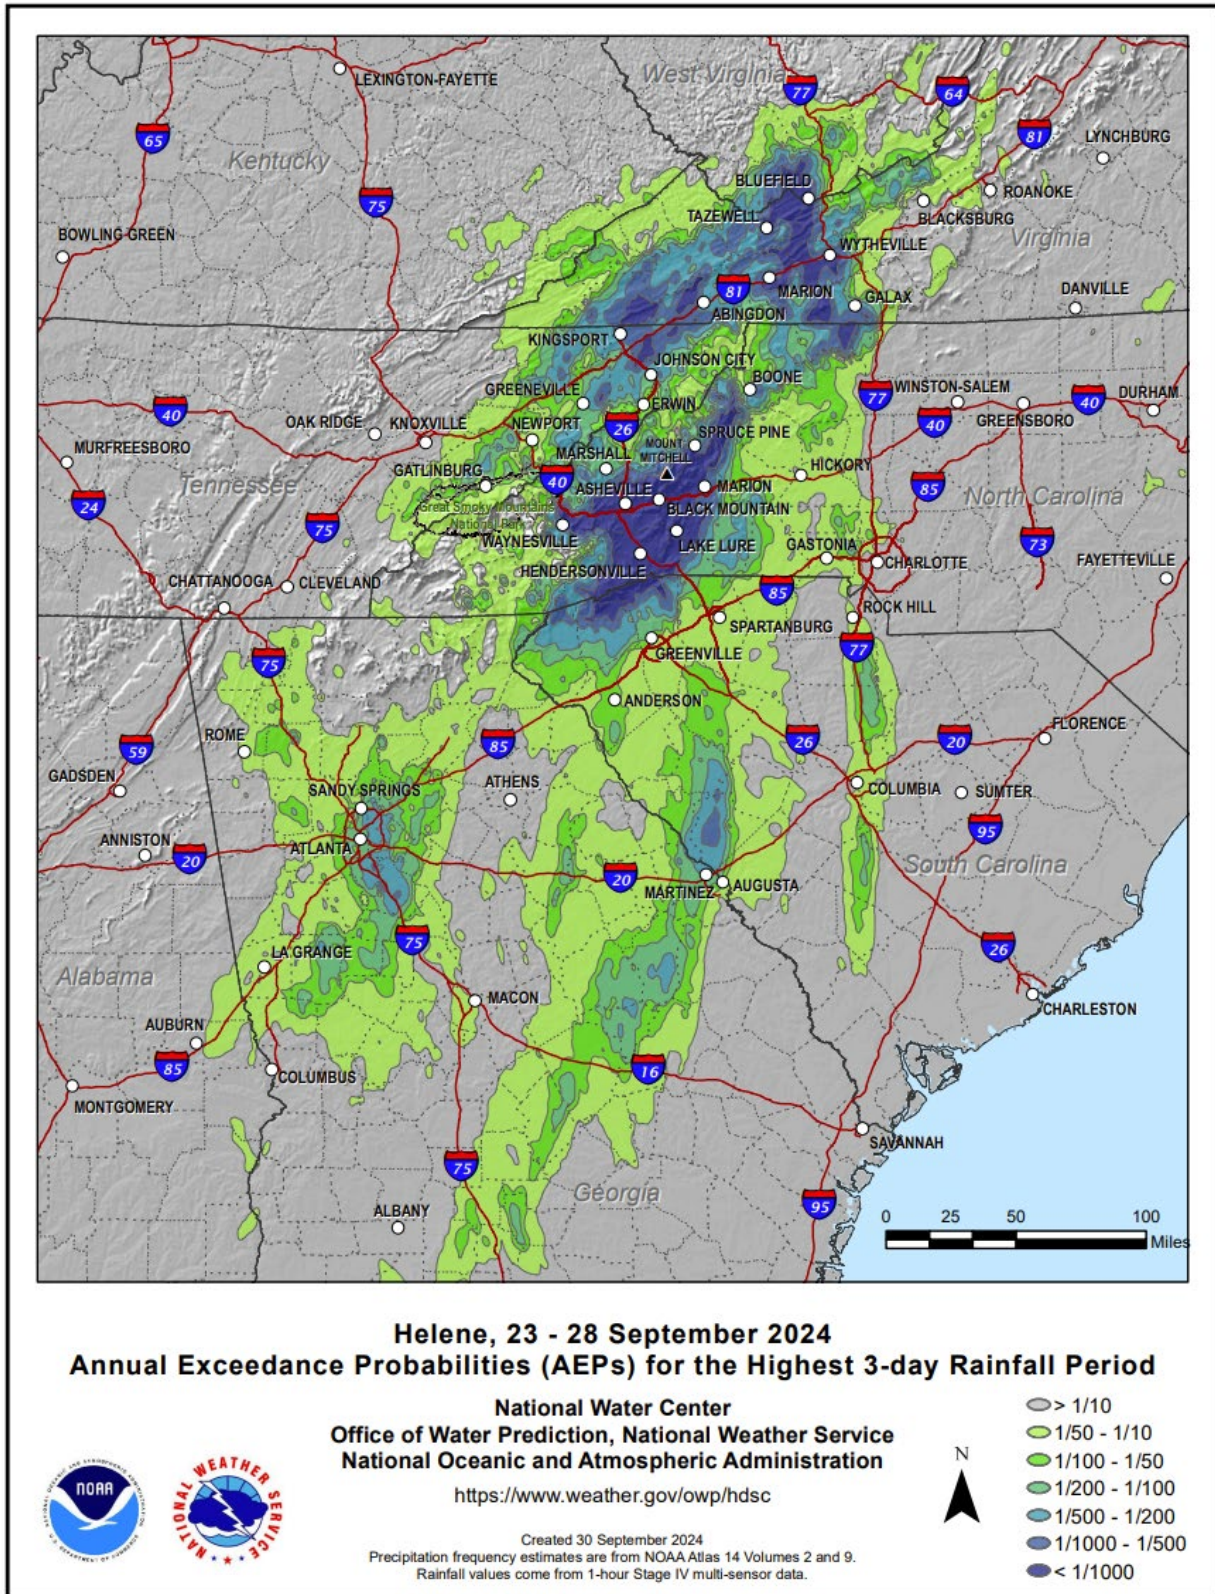 West Virginia
LEXINGTON-FAYETTE
77
64
65
81
LYNCHBURG
Kentucky
BLUEFIELD
75
ROANOKE
TAZEWELL
BLACKSBURG
BOWLING GREEN
WYTHEVILLE
Virginia
81
MARION
DANVILLE
GALAX
ABINGDON
KINGSPORT
JOHNSON CITY
BOONE
GREENEVILLE
77
WINSTON-SALEM
DURHAM
40
ERWIN
40
OAK RIDGE
KNOXVILLE
NEWPORT
26
40
GREENSBORO
MURFREESBORO
MOUNT
MITCHELL
SPRUCE PINE
MARSHALL
GATLINBURG
40
HICKORY
Tennessee
ASHEVILLE
MARION
85
North Carolina
24
Great Smoky Mountains
National Park
BLACK MOUNTAIN
75
WAYNESVILLE
LAKE LURE
73
GASTONIA
CHARLOTTE
FAYETTEVILLE
HENDERSONVILLE
CHATTANOOGA
CLEVELAND
85
ROCK HILL
SPARTANBURG
77
75
GREENVILLE
ANDERSON
FLORENCE
ROME
59
85
26
20
GADSDEN
ATHENS
SANDY SPRINGS
COLUMBIA
SUMTER
ANNISTON
95
ATLANTA
20
South Carolina
20
MARTINEZ
AUGUSTA
75
26
LA GRANGE
Alabama
MACON
CHARLESTON
AUBURN
85
16
COLUMBUS
MONTGOMERY
SAVANNAH
75
Georgia
95
ALBANY
0 25 50 100
Miles
Helene, 23 - 28 September 2024
Annual Exceedance Probabilities (AEPs) for the Highest 3-day Rainfall Period
National Water Center
Office of Water Prediction, National Weather Service
National Oceanic and Atmospheric Administration
https://www.weather.gov/owp/hdsc
Created 30 September 2024
Precipitation frequency estimates are from NOAA Atlas 14 Volumes 2 and 9.
Rainfall values come from 1-hour Stage IV multi-sensor data.
NATIONAL OCEANIC AND ATMOSPHERIC ADMINISTRATION
NOAA
U.S. DEPARTMENT OF COMMERCE
NATIONAL WEATHER SERVICE
N
> 1/10
1/50 - 1/10
1/100 - 1/50
1/200 - 1/100
1/500 - 1/200
1/1000 - 1/500
< 1/1000